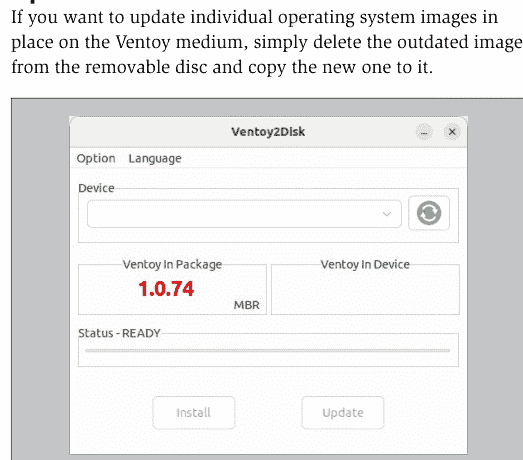 If you want to update individual operating system images in
place on the Ventoy medium, simply delete the outdated image
from the removable disc and copy the new one to it.
Ventoy2Disk
Option Language
Device
Ventoy In Package Ventoy In Device
1.0.74
MBR
Status - READY
Install Update